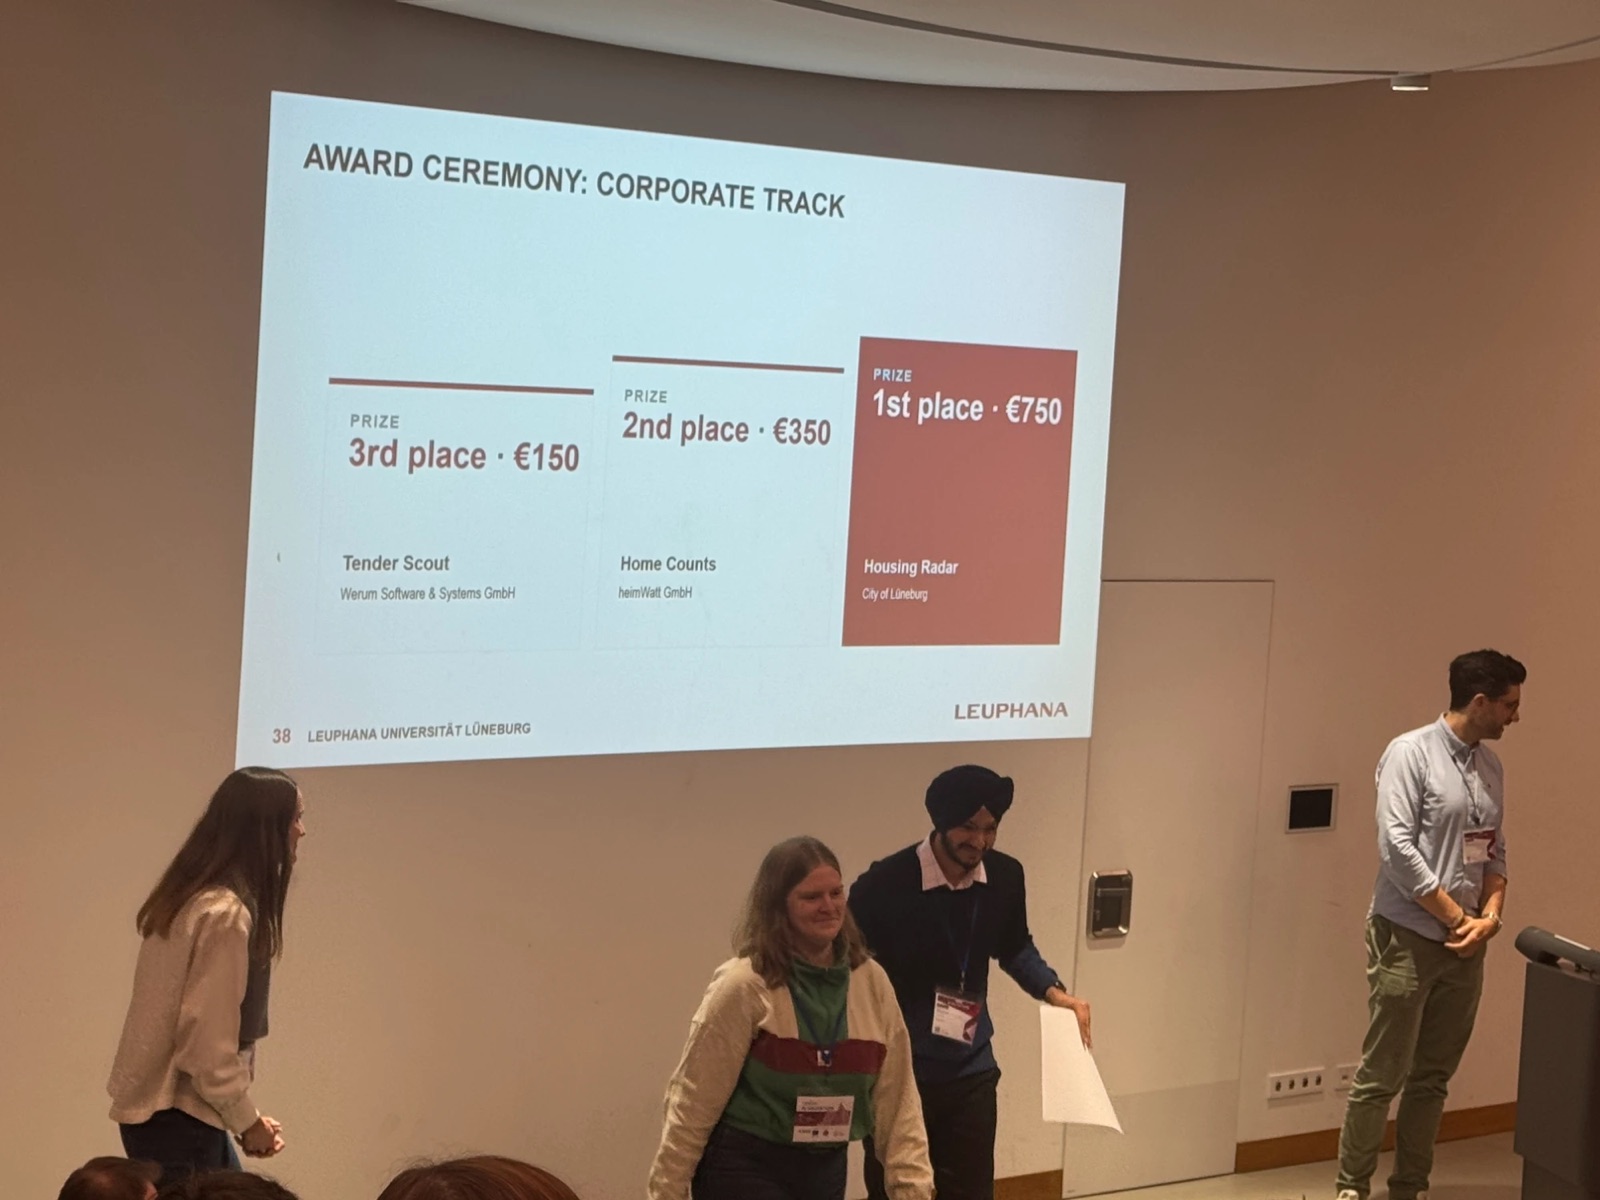 AWARD CEREMONY: CORPORATE TRACK
PRIZE
3rd place · €150
Tender Scout
Werum Software & Systems GmbH
PRIZE
2nd place · €350
Home Counts
heimWatt GmbH
PRIZE
1st place · €750
Housing Radar
City of Lüneburg
38 LEUPHANA UNIVERSITÄT LÜNEBURG
LEUPHANA